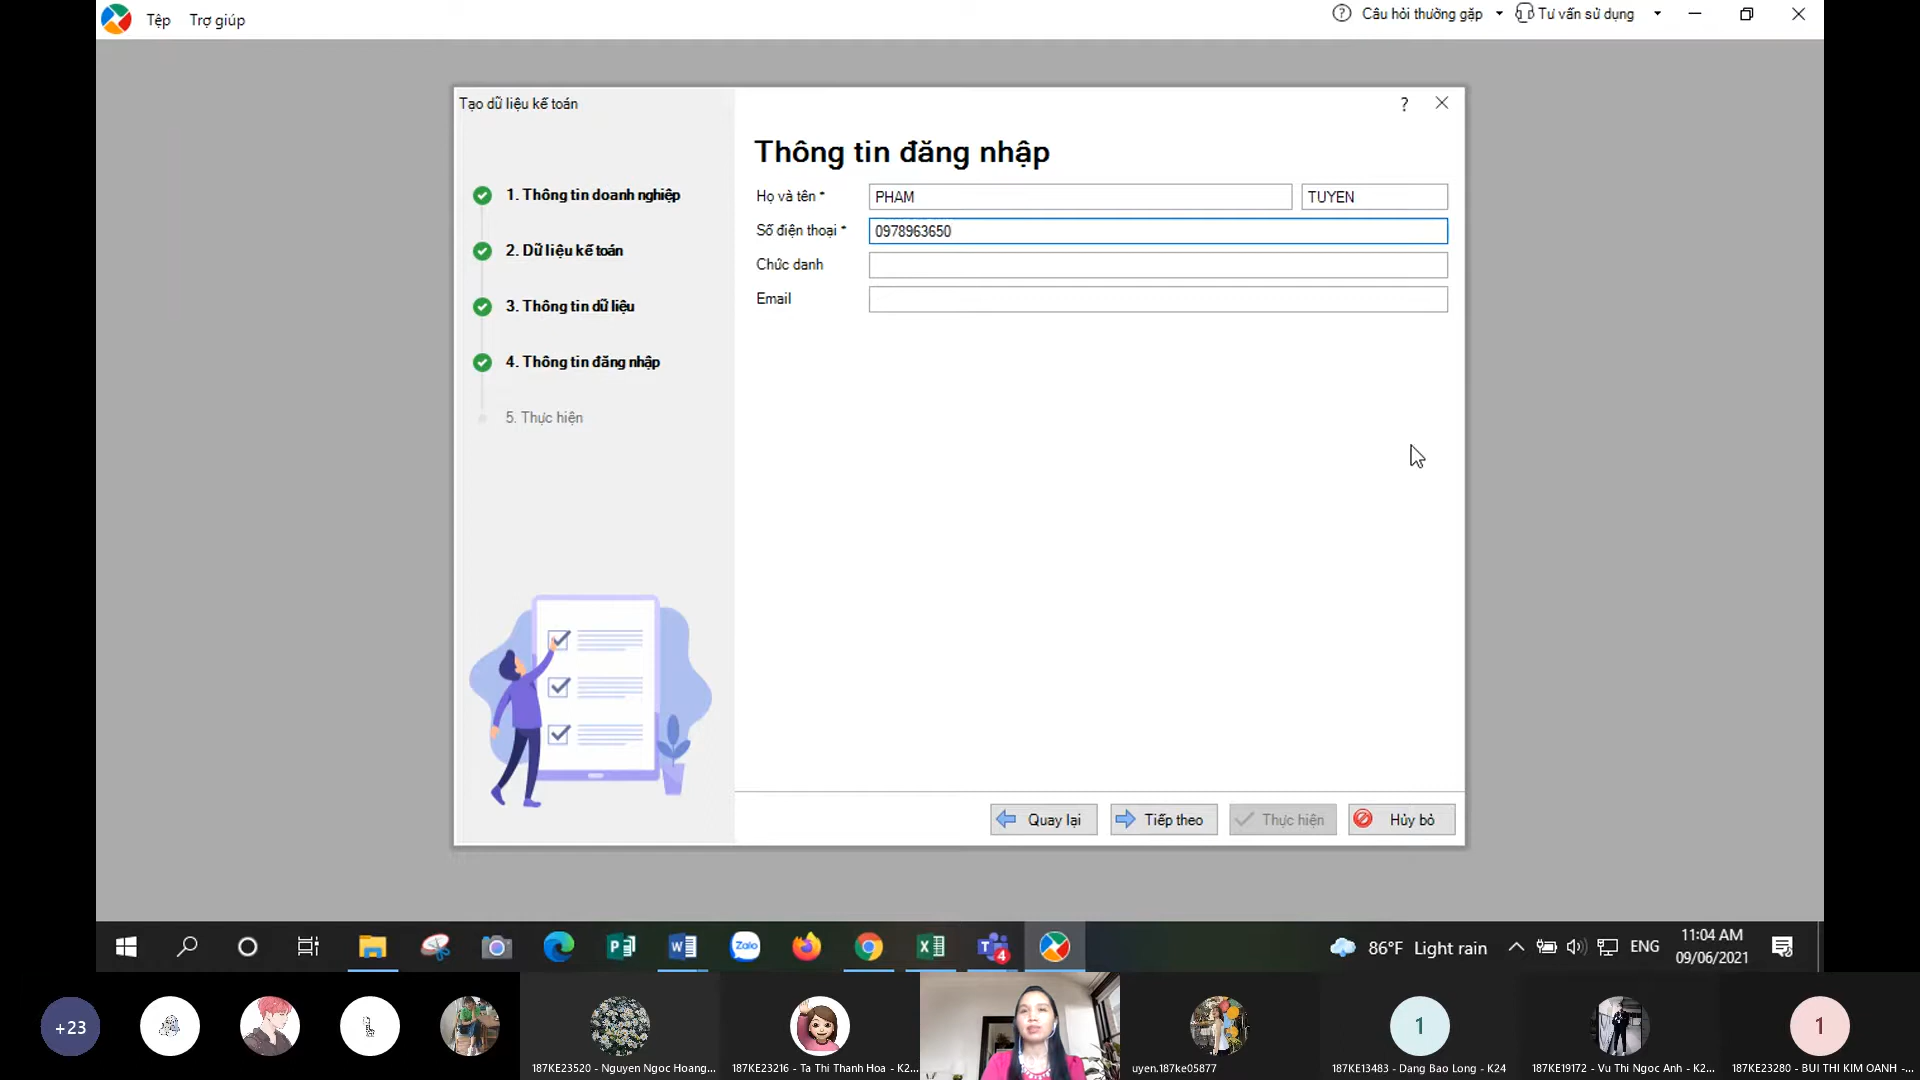 Tệp Trợ giúp
Câu hỏi thường gặp Tư vấn sử dụng
Tạo dữ liệu kế toán
?
Thông tin đăng nhập
1. Thông tin doanh nghiệp
2. Dữ liệu kế toán
3. Thông tin dữ liệu
4. Thông tin đăng nhập
5. Thực hiện
Họ và tên * PHAM TUYEN
Số điện thoại * 0978963650
Chức danh
Email
Quay lại Tiếp theo Thực hiện Hủy bỏ
Zalo
4
86°F Light rain
ENG
11:04 AM
09/06/2021
+23
1
1
187KE23520 - Nguyen Ngoc Hoang...
187KE23216 - Ta Thi Thanh Hoa - K2...
uyen.187ke05877
187KE13483 - Dang Bao Long - K24
187KE19172 - Vu Thi Ngoc Anh - K2...
187KE23280 - BUI THI KIM OANH -...